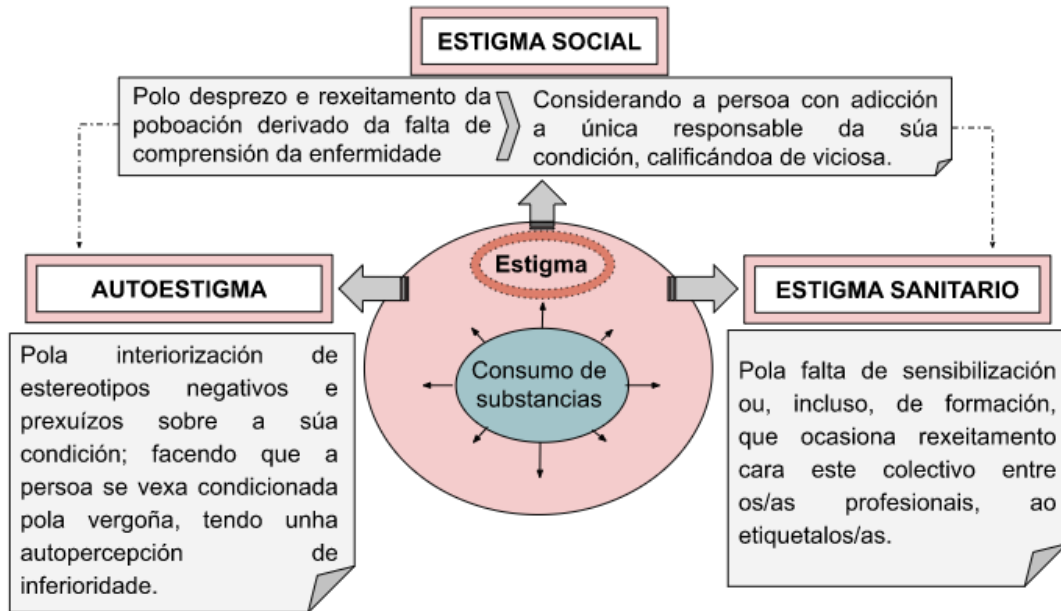 ESTIGMA SOCIAL
Polo desprezo e rexeitamento da
poboación derivado da falta de
comprensión da enfermidade
Considerando a persoa con adicción
a única responsable da súa
condición, calificándoa de viciosa.
Estigma
Consumo de
substancias
AUTOESTIGMA
Pola interiorización de
estereotipos negativos e
prexuízos sobre a súa
condición; facendo que a
persoa se vexa condicionada
pola vergoña, tendo unha
autopercepción de
inferioridade.
ESTIGMA SANITARIO
Pola falta de sensibilización
ou, incluso, de formación,
que ocasiona rexeitamento
cara este colectivo entre
os/as profesionais, ao
etiquetalos/as.